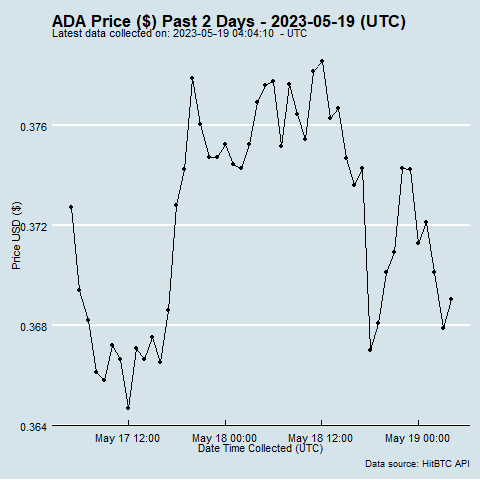 ADA Price ($) Past 2 Days - 2023-05-19 (UTC)
Latest data collected on: 2023-05-19 04:04:10 - UTC
0.376
0.372
0.368
0.364
Price USD ($)
May 17 12:00
May 18 00:00
May 18 12:00
May 19 00:00
Date Time Collected (UTC)
Data source: HitBTC API